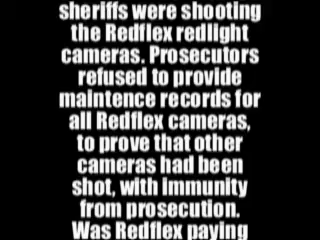 sheriffs were shooting
the Redflex redlight
cameras. Prosecutors
refused to provide
maintence records for
all Redflex cameras,
to prove that other
cameras had been
shot, with immunity
from prosecution.
Was Redflex paying